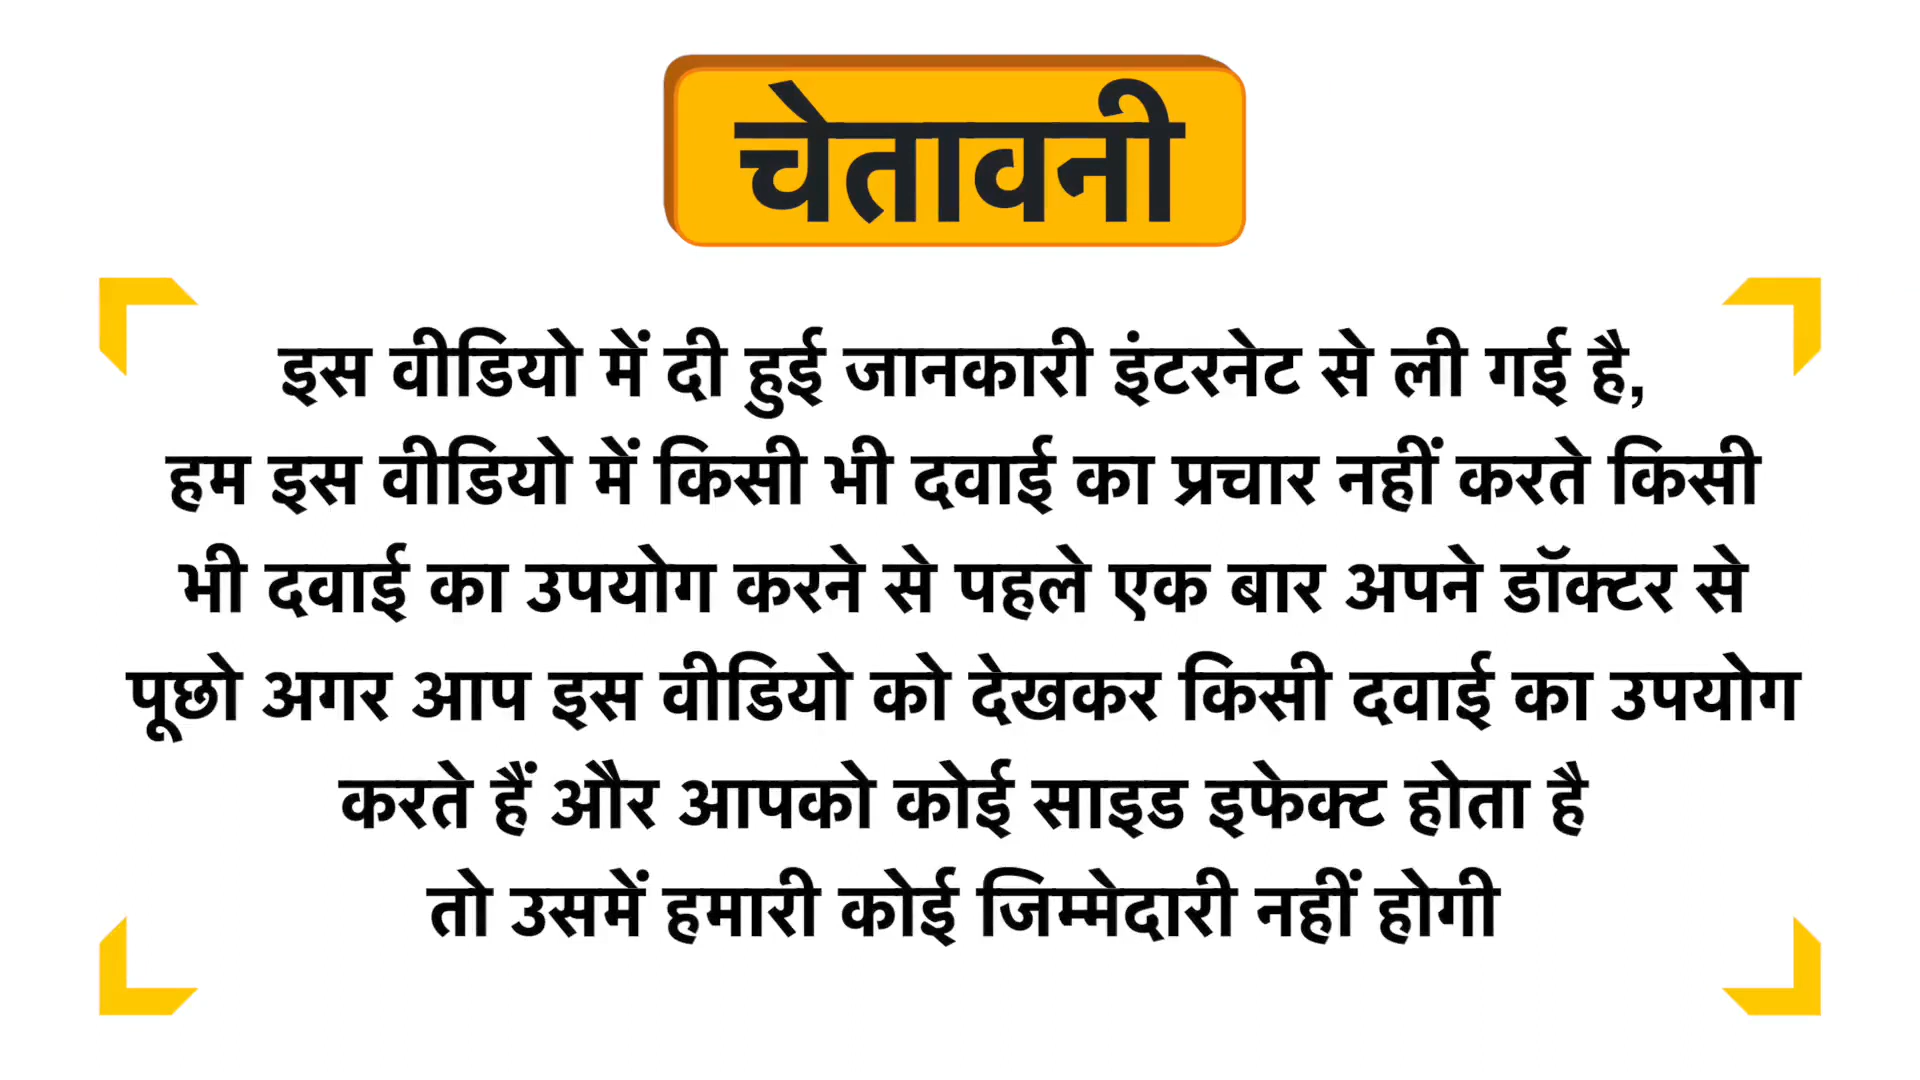 चेतावनी
इस वीडियो में दी हुई जानकारी इंटरनेट से ली गई है,
हम इस वीडियो में किसी भी दवाई का प्रचार नहीं करते किसी
भी दवाई का उपयोग करने से पहले एक बार अपने डॉक्टर से
पूछो अगर आप इस वीडियो को देखकर किसी दवाई का उपयोग
करते हैं और आपको कोई साइड इफेक्ट होता है
तो उसमें हमारी कोई जिम्मेदारी नहीं होगी